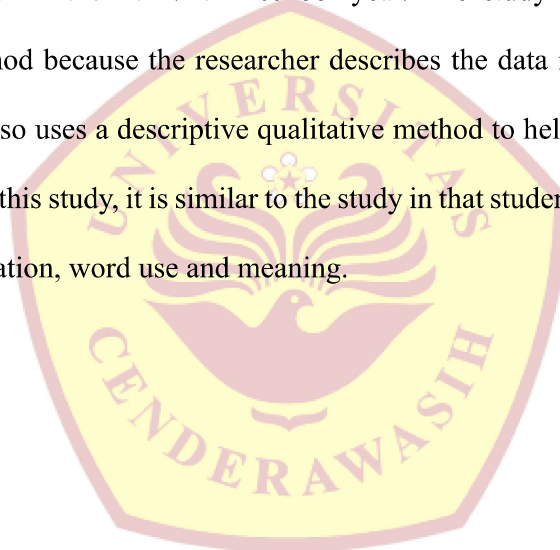 nod because the researcher describes the data
so uses a descriptive qualitative method to hel
this study, it is similar to the study in that studen
ation, word use and meaning.
UNIVERSITAS
CENDERAWASIH